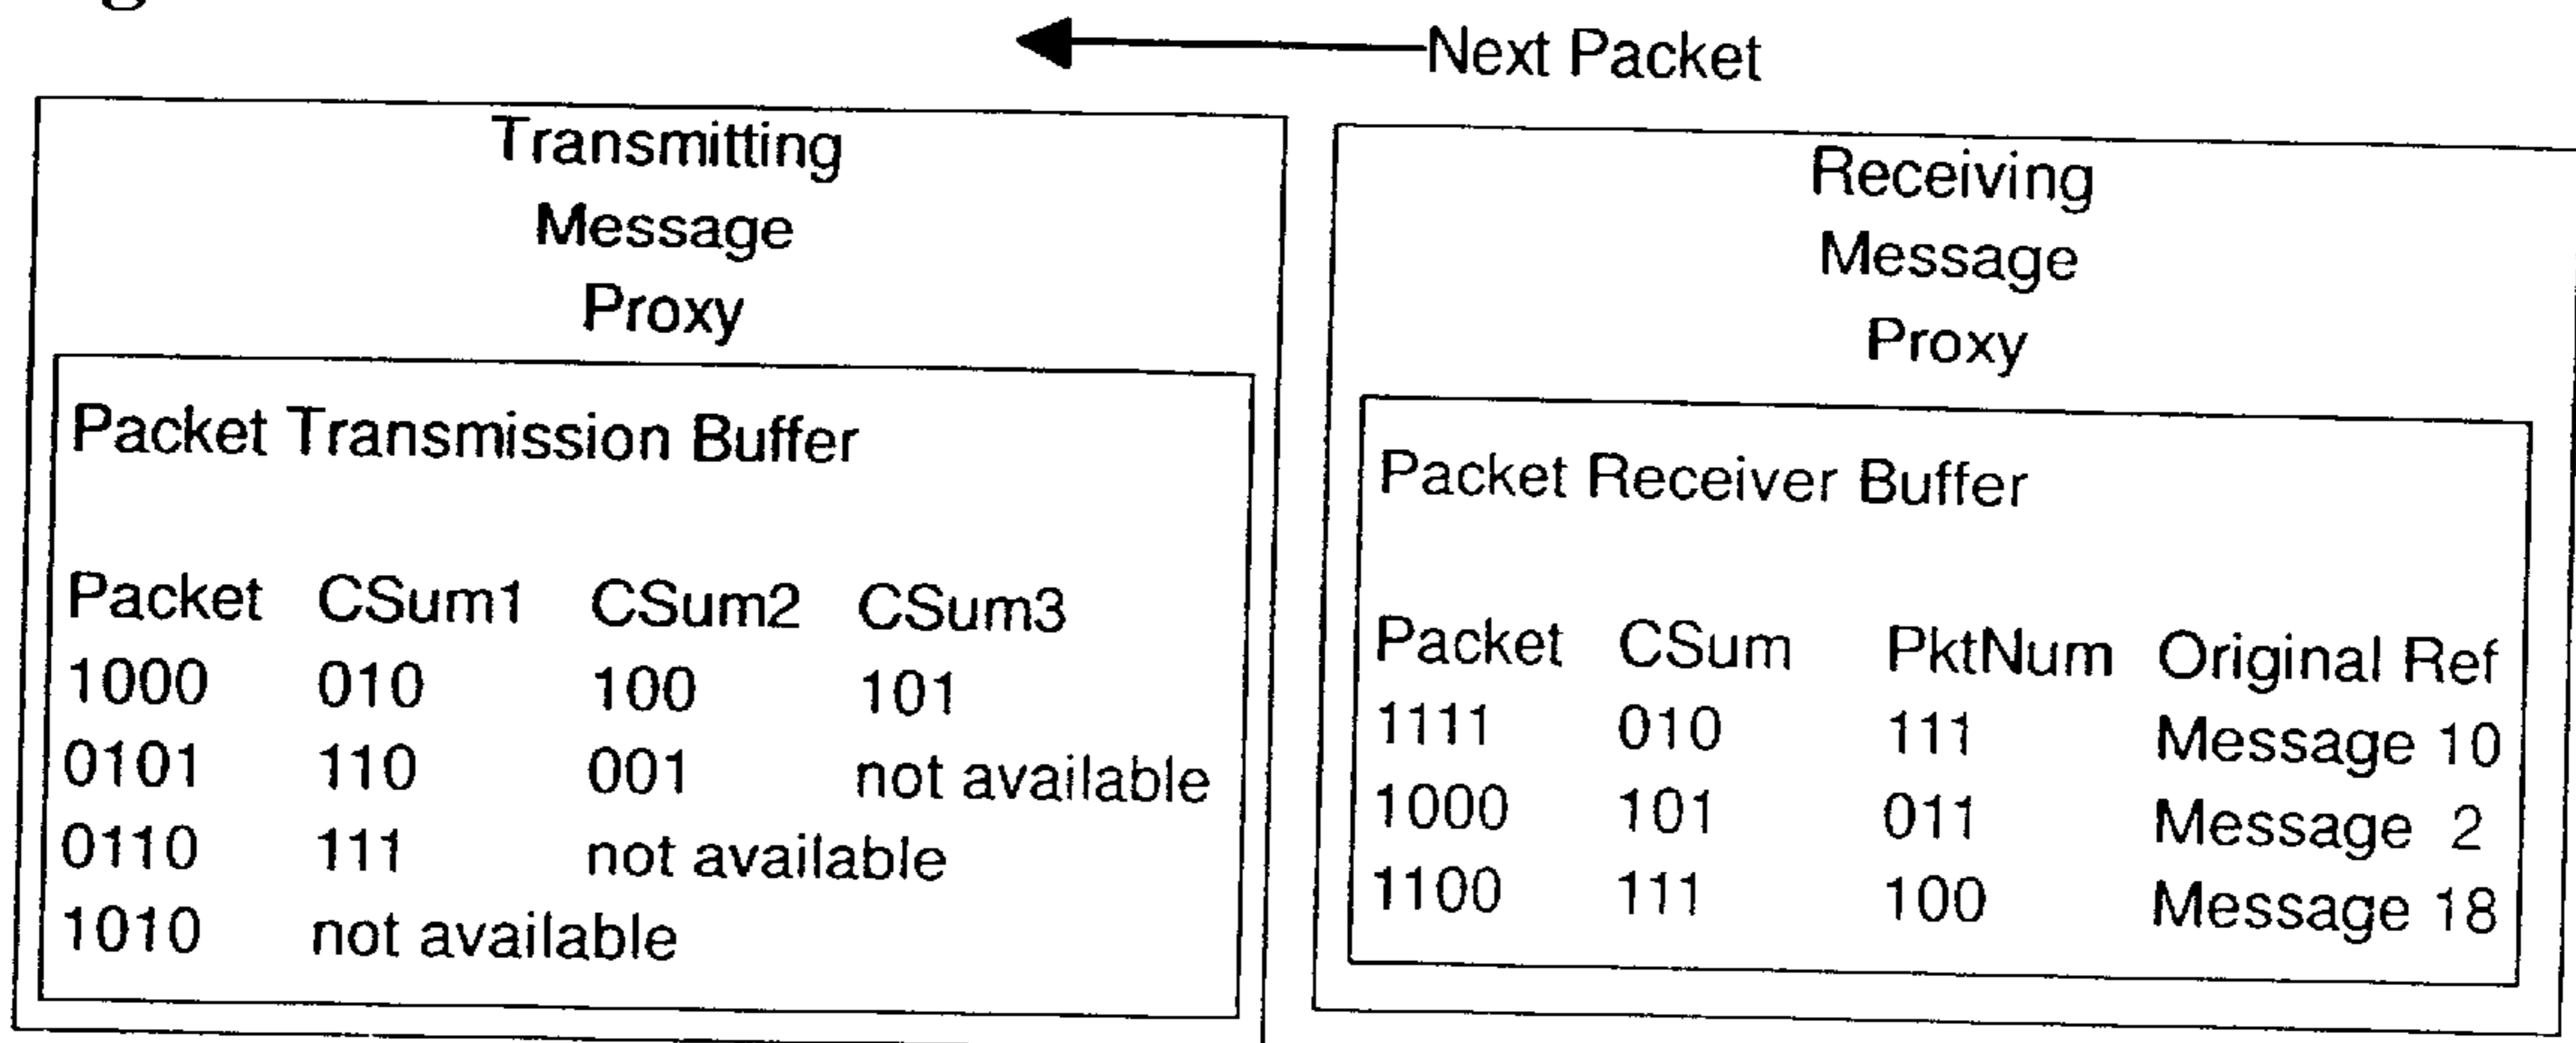 Next Packet
Transmitting
Message
Proxy
Packet Transmission Buffer
Packet CSum1 CSum2 CSum3
1000 010 100 101
0101 110 001 not available
0110 111 not available
1010 not available
Receiving
Message
Proxy
Packet Receiver Buffer
Packet CSum PktNum Original Ref
1111 010 111 Message 10
1000 101 011 Message 2
1100 111 100 Message 18